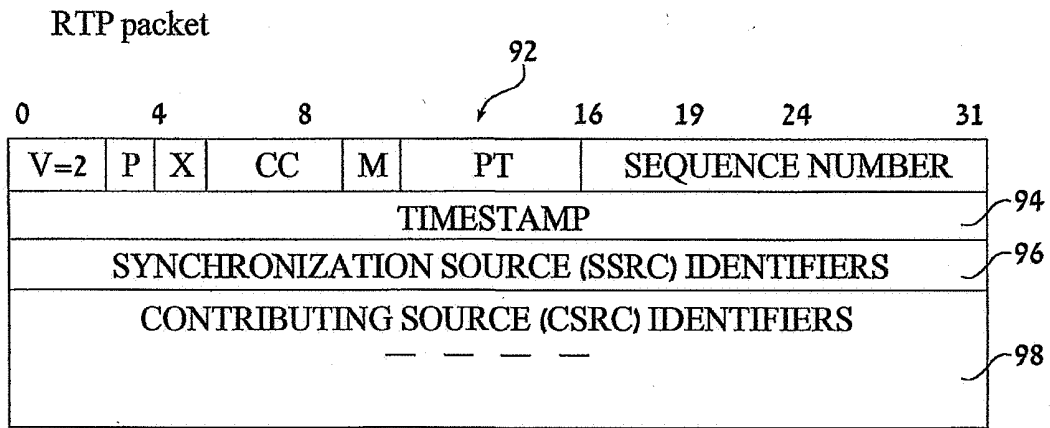 RTP packet
92
0 4 8 16 19 24 31
V=2 P X CC M PT SEQUENCE NUMBER
TIMESTAMP
94
SYNCHRONIZATION SOURCE (SSRC) IDENTIFIERS
96
CONTRIBUTING SOURCE (CSRC) IDENTIFIERS
98